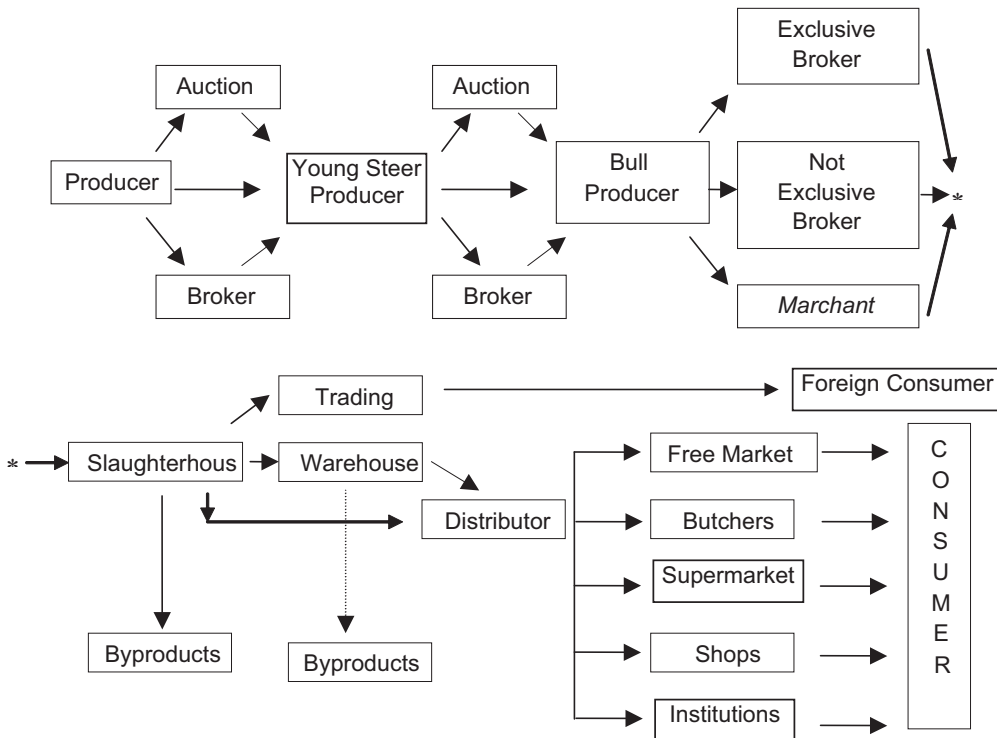 Exclusive
Broker
Auction
Auction
Producer
Young Steer
Producer
Bull
Producer
Not
Exclusive
Broker
*
Broker
Broker
Marchant
Trading
Foreign Consumer
*
Slaughterhous
Warehouse
Distributor
Free Market
Butchers
Supermarket
Shops
Institutions
Byproducts
Byproducts
C
O
N
S
U
M
E
R